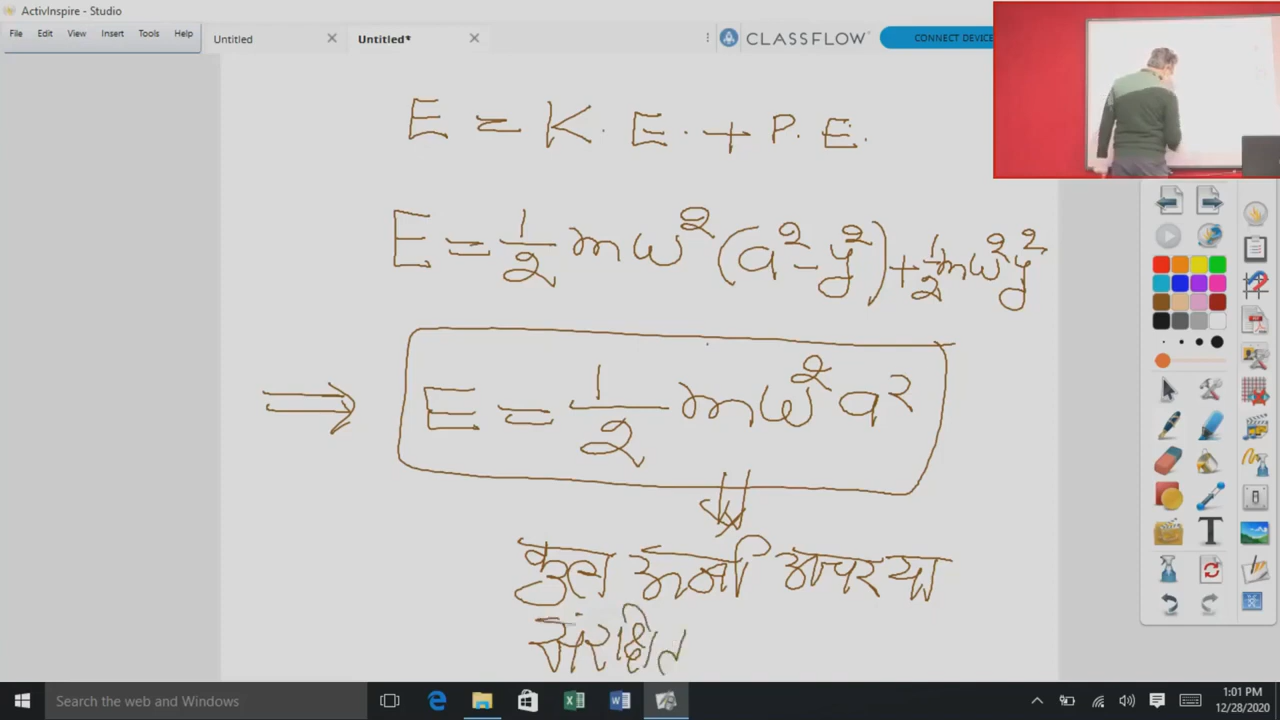 ActivInspire - Studio
File Edit View Insert Tools Help
Untitled
Untitled*
CLASSFLOW
CONNECT DEVICE
E = K.E. + P.E.
E = 1/2 mω² (a² - y²) + 1/2 mω²y²
⇒ E = 1/2 mω²a²
कुल ऊर्जा अचर या
संरक्षित
Search the web and Windows
1:01 PM
12/28/2020